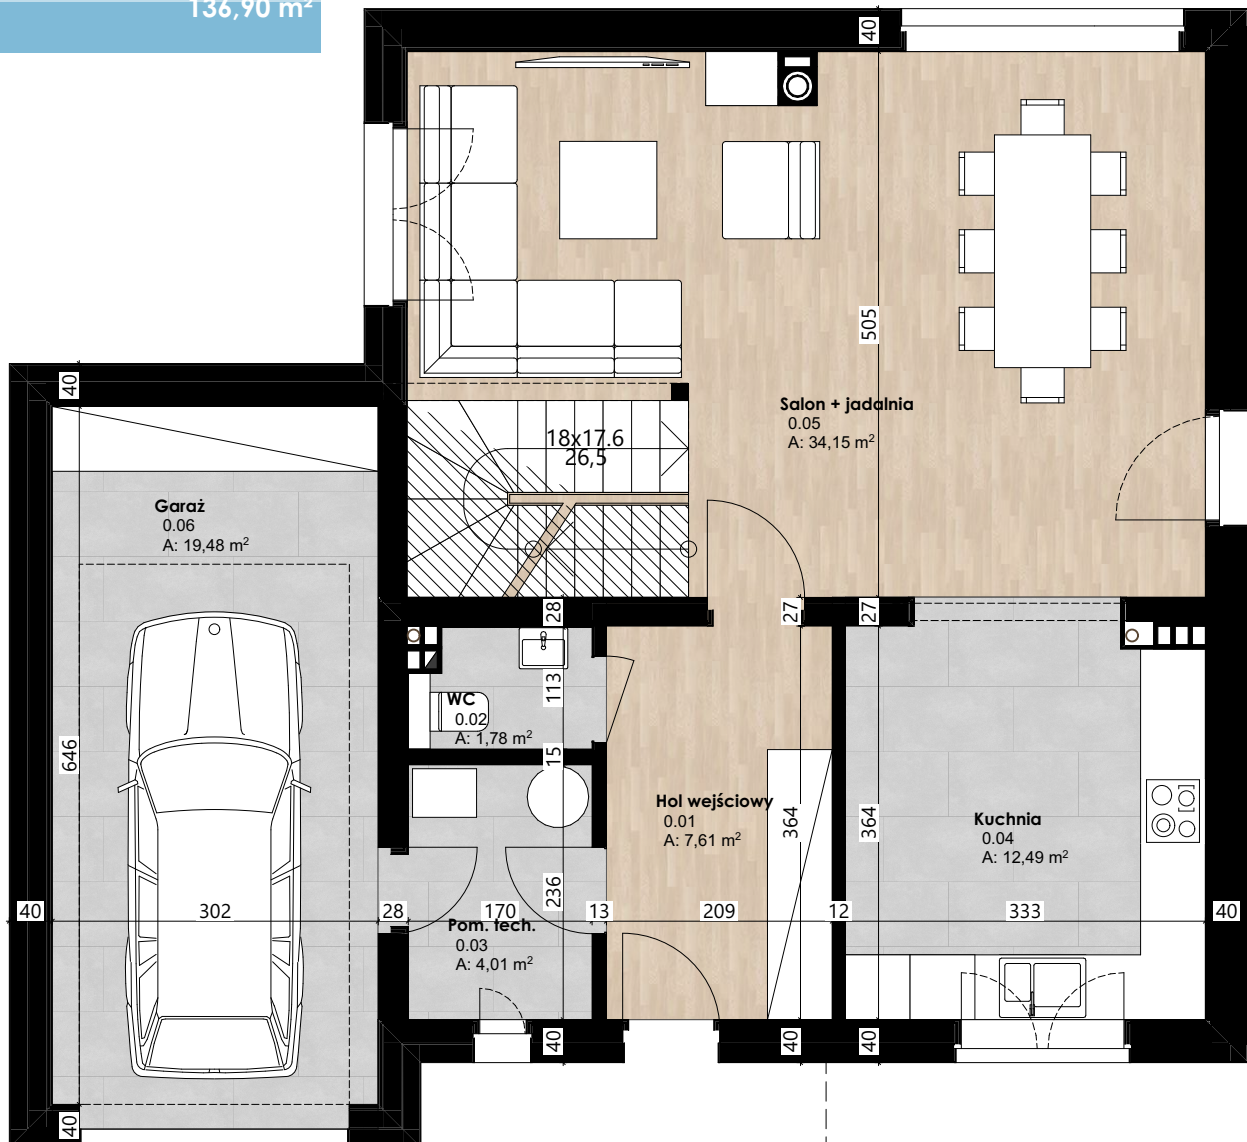 136,90 m²
40
505
Salon + jadalnia
0.05
A: 34,15 m²
40
18x17.6
26,5
Garaż
0.06
A: 19,48 m²
28
27
27
WC
0.02
A: 1,78 m²
113
15
646
Hol wejściowy
0.01
A: 7,61 m²
364
364
Kuchnia
0.04
A: 12,49 m²
236
40
302
28
170
13
209
12
333
40
Pom. tech.
0.03
A: 4,01 m²
40
40
40
40